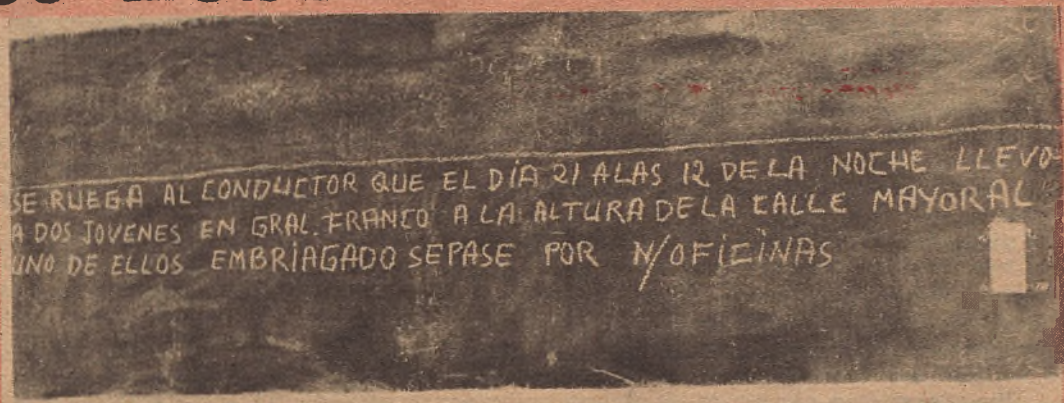 SE RUEGA AL CONDUCTOR QUE EL DÍA 21 ALAS 12 DE LA NOCHE LLEVO
A DOS JOVENES EN GRAL. FRANCO A LA ALTURA DE LA CALLE MAYORAL
UNO DE ELLOS EMBRIAGADO SEPASE POR N/OFICINAS